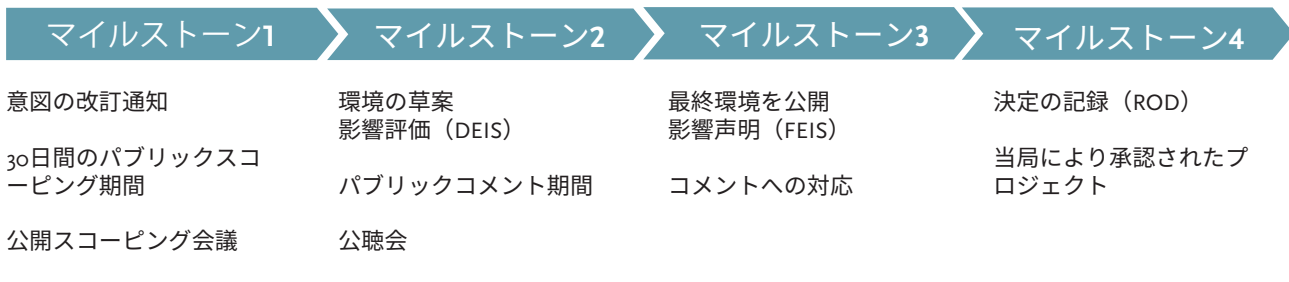 マイルストーン1
マイルストーン2
マイルストーン3
マイルストーン4
意図の改訂通知
30日間のパブリックスコ
ーピング期間
公開スコーピング会議
環境の草案
影響評価（DEIS）
パブリックコメント期間
公聴会
最終環境を公開
影響声明（FEIS）
コメントへの対応
決定の記録（ROD）
当局により承認されたプ
ロジェクト